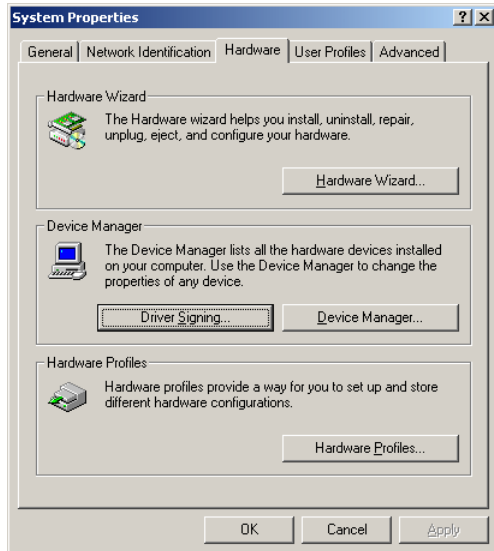 System Properties
General Network Identification Hardware User Profiles Advanced
Hardware Wizard
The Hardware wizard helps you install, uninstall, repair,
unplug, eject, and configure your hardware.
Hardware Wizard...
Device Manager
The Device Manager lists all the hardware devices installed
on your computer. Use the Device Manager to change the
properties of any device.
Driver Signing... Device Manager...
Hardware Profiles
Hardware profiles provide a way for you to set up and store
different hardware configurations.
Hardware Profiles...
OK Cancel Apply